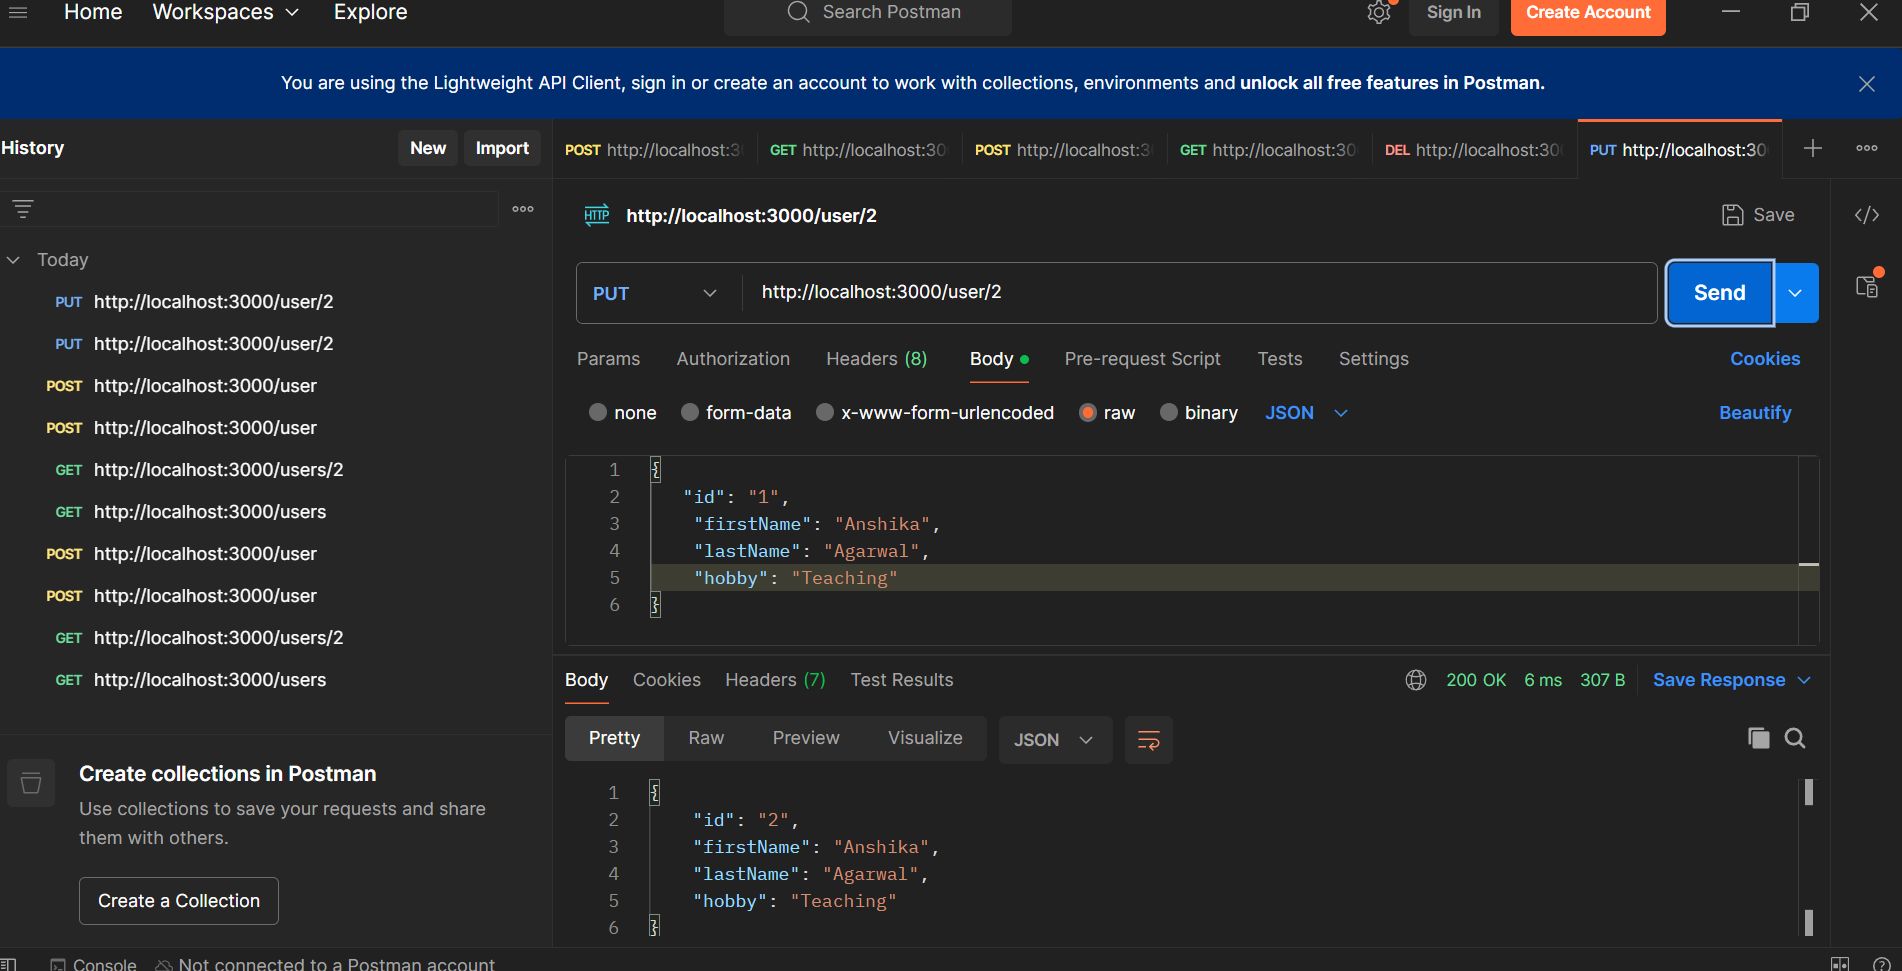 Home Workspaces Explore Search Postman Sign In Create Account
You are using the Lightweight API Client, sign in or create an account to work with collections, environments and unlock all free features in Postman.
History New Import
Today
PUT http://localhost:3000/user/2
PUT http://localhost:3000/user/2
POST http://localhost:3000/user
POST http://localhost:3000/user
GET http://localhost:3000/users/2
GET http://localhost:3000/users
POST http://localhost:3000/user
POST http://localhost:3000/user
GET http://localhost:3000/users/2
GET http://localhost:3000/users
Create collections in Postman
Use collections to save your requests and share
them with others.
Create a Collection
POST http://localhost:3 GET http://localhost:30 POST http://localhost:3 GET http://localhost:30 DEL http://localhost:30 PUT http://localhost:30
HTTP http://localhost:3000/user/2 Save
PUT http://localhost:3000/user/2 Send
Params Authorization Headers (8) Body Pre-request Script Tests Settings Cookies
none form-data x-www-form-urlencoded raw binary JSON Beautify
1 {
2 "id": "1",
3 "firstName": "Anshika",
4 "lastName": "Agarwal",
5 "hobby": "Teaching"
6 }
Body Cookies Headers (7) Test Results 200 OK 6 ms 307 B Save Response
Pretty Raw Preview Visualize JSON
1 {
2 "id": "2",
3 "firstName": "Anshika",
4 "lastName": "Agarwal",
5 "hobby": "Teaching"
6 }
Console Not connected to a Postman account